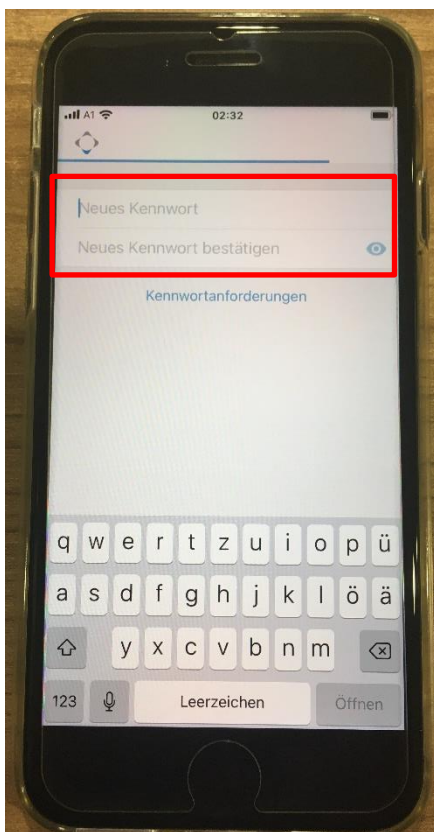 A1 02:32
Neues Kennwort
Neues Kennwort bestätigen
Kennwortanforderungen
q w e r t z u i o p ü
a s d f g h j k l ö ä
y x c v b n m
123 Leerzeichen Öffnen